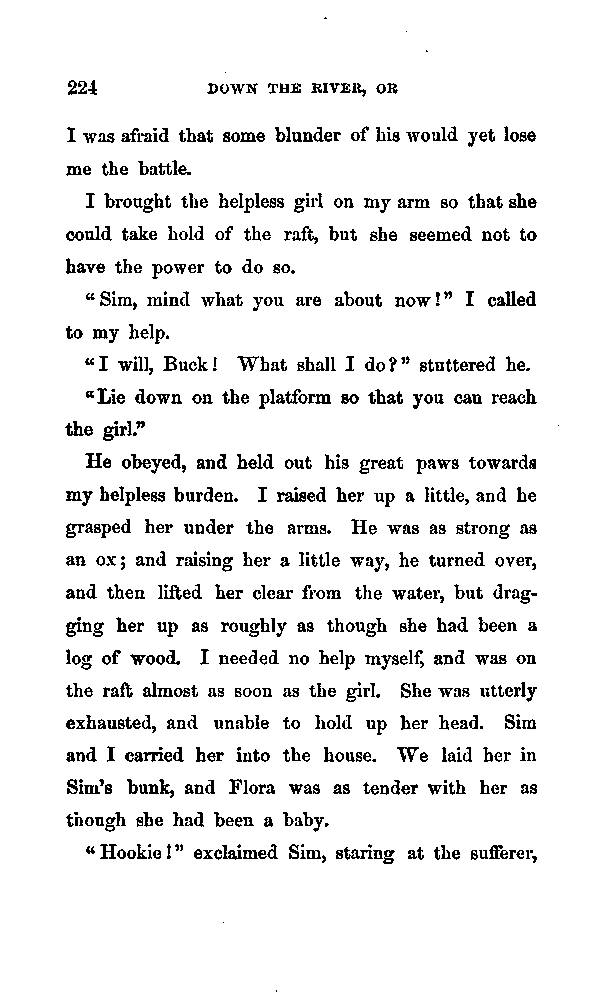 224 DOWN THE RIVER, OR
I was afraid that some blunder of his would yet lose
me the battle.
I brought the helpless girl on my arm so that she
could take hold of the raft, but she seemed not to
have the power to do so.
“Sim, mind what you are about now!” I called
to my help.
“I will, Buck! What shall I do?” stuttered he.
“Lie down on the platform so that you can reach
the girl.”
He obeyed, and held out his great paws towards
my helpless burden. I raised her up a little, and he
grasped her under the arms. He was as strong as
an ox; and raising her a little way, he turned over,
and then lifted her clear from the water, but drag-
ging her up as roughly as though she had been a
log of wood. I needed no help myself, and was on
the raft almost as soon as the girl. She was utterly
exhausted, and unable to hold up her head. Sim
and I carried her into the house. We laid her in
Sim’s bunk, and Flora was as tender with her as
though she had been a baby.
“Hookie!” exclaimed Sim, staring at the sufferer,